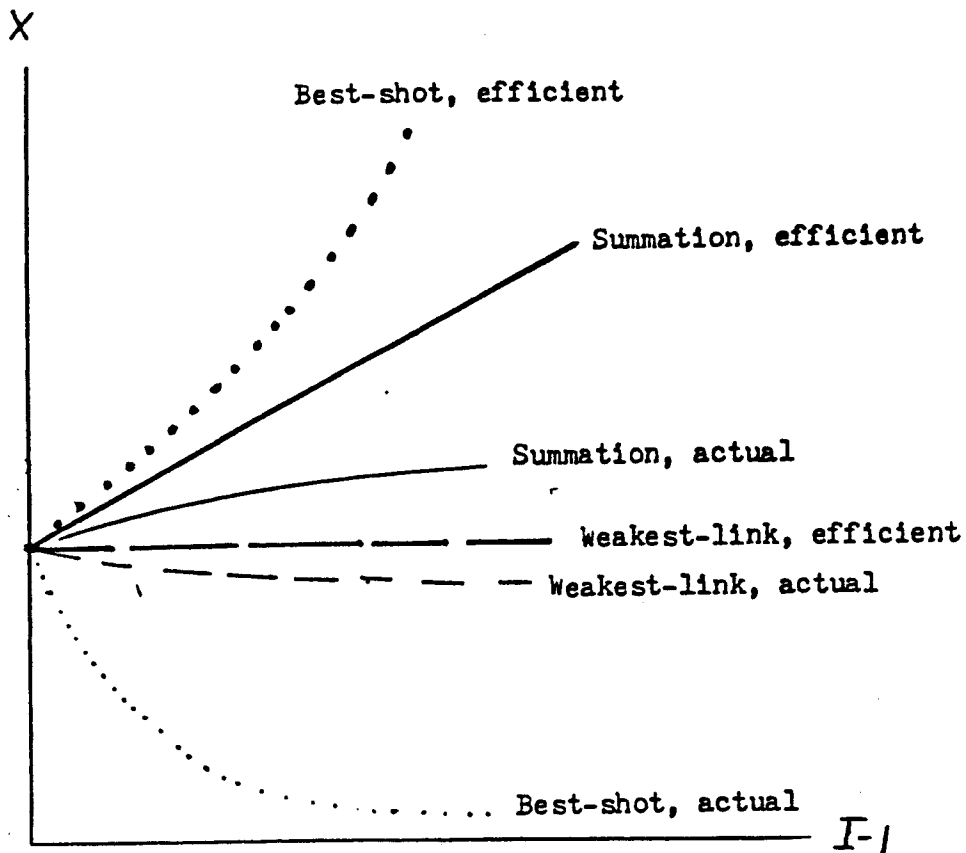 X
Best-shot, efficient
Summation, efficient
Summation, actual
Weakest-link, efficient
Weakest-link, actual
Best-shot, actual
I-1